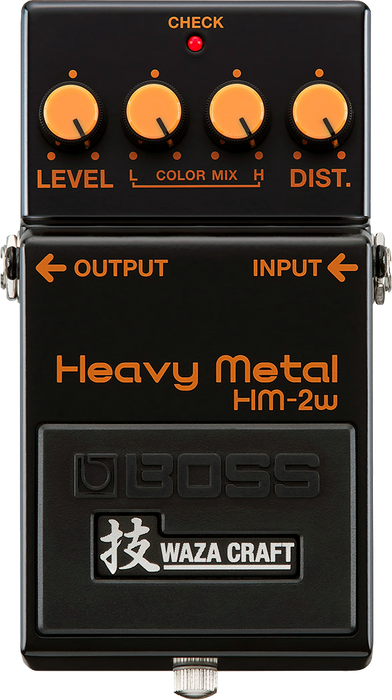 CHECK
LEVEL L COLOR MIX H DIST.
OUTPUT INPUT
Heavy Metal
HM-2w
BOSS
技 WAZA CRAFT